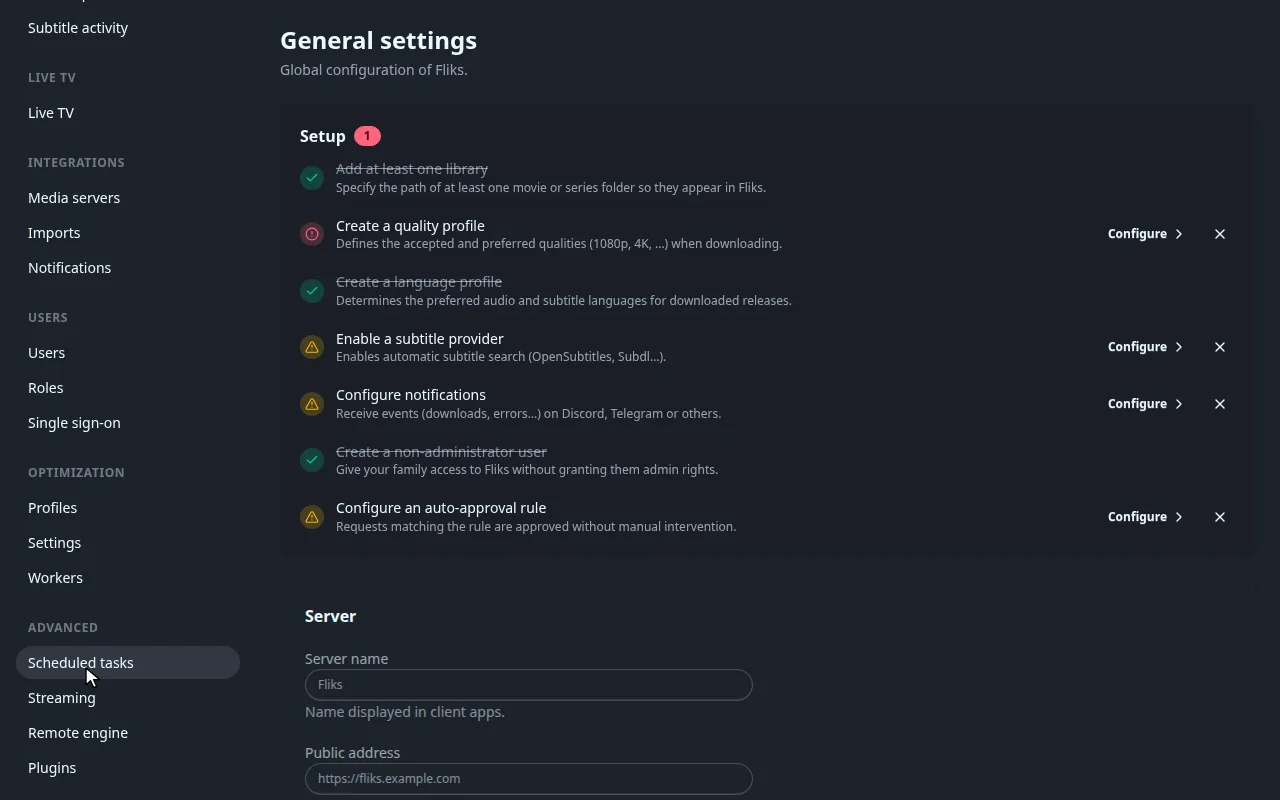 Subtitle activity
LIVE TV
Live TV
INTEGRATIONS
Media servers
Imports
Notifications
USERS
Users
Roles
Single sign-on
OPTIMIZATION
Profiles
Settings
Workers
ADVANCED
Scheduled tasks
Streaming
Remote engine
Plugins
General settings
Global configuration of Fliks.
Setup 1
Add at least one library
Specify the path of at least one movie or series folder so they appear in Fliks.
Create a quality profile
Defines the accepted and preferred qualities (1080p, 4K, ...) when downloading.
Configure
Create a language profile
Determines the preferred audio and subtitle languages for downloaded releases.
Enable a subtitle provider
Enables automatic subtitle search (OpenSubtitles, Subdl...).
Configure
Configure notifications
Receive events (downloads, errors...) on Discord, Telegram or others.
Configure
Create a non-administrator user
Give your family access to Fliks without granting them admin rights.
Configure an auto-approval rule
Requests matching the rule are approved without manual intervention.
Configure
Server
Server name
Fliks
Name displayed in client apps.
Public address
https://fliks.example.com